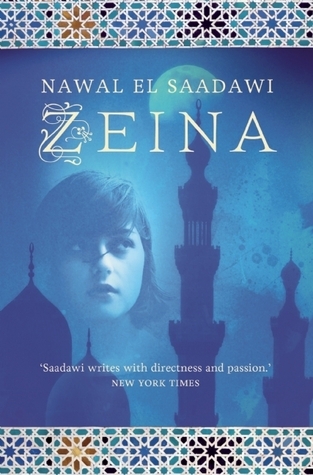 NAWAL EL SAADAWI
ZEINA
‘Saadawi writes with directness and passion.’
NEW YORK TIMES